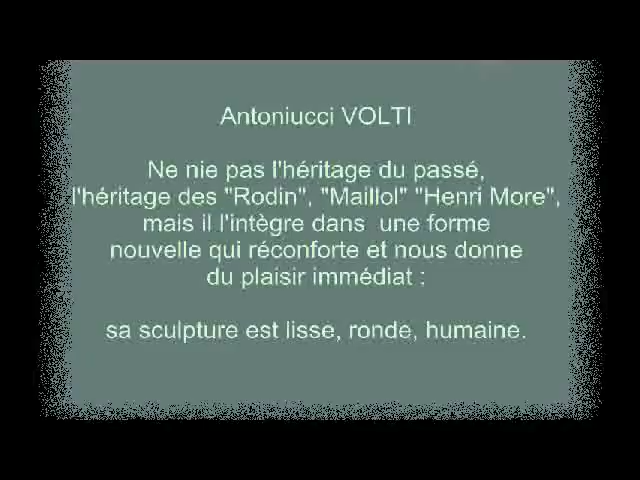 Antoniucci VOLTI
Ne nie pas l'héritage du passé,
l'héritage des "Rodin", "Maillol" "Henri More",
mais il l'intègre dans une forme
nouvelle qui réconforte et nous donne
du plaisir immédiat :
sa sculpture est lisse, ronde, humaine.